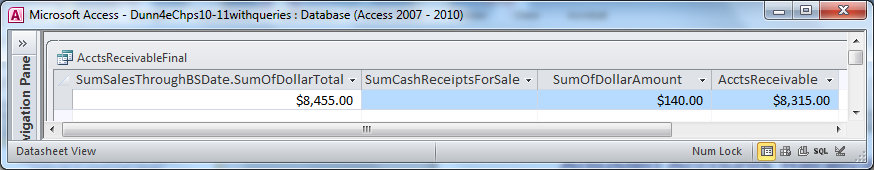 Microsoft Access - Dunn4eChps10-11withqueries : Database (Access 2007 - 2010)
AcctsReceivableFinal
SumSalesThroughBSDate.SumOfDollarTotal SumCashReceiptsForSale SumOfDollarAmount AcctsReceivable
$8,455.00 $140.00 $8,315.00
vigation Pane
Datasheet View Num Lock SQL